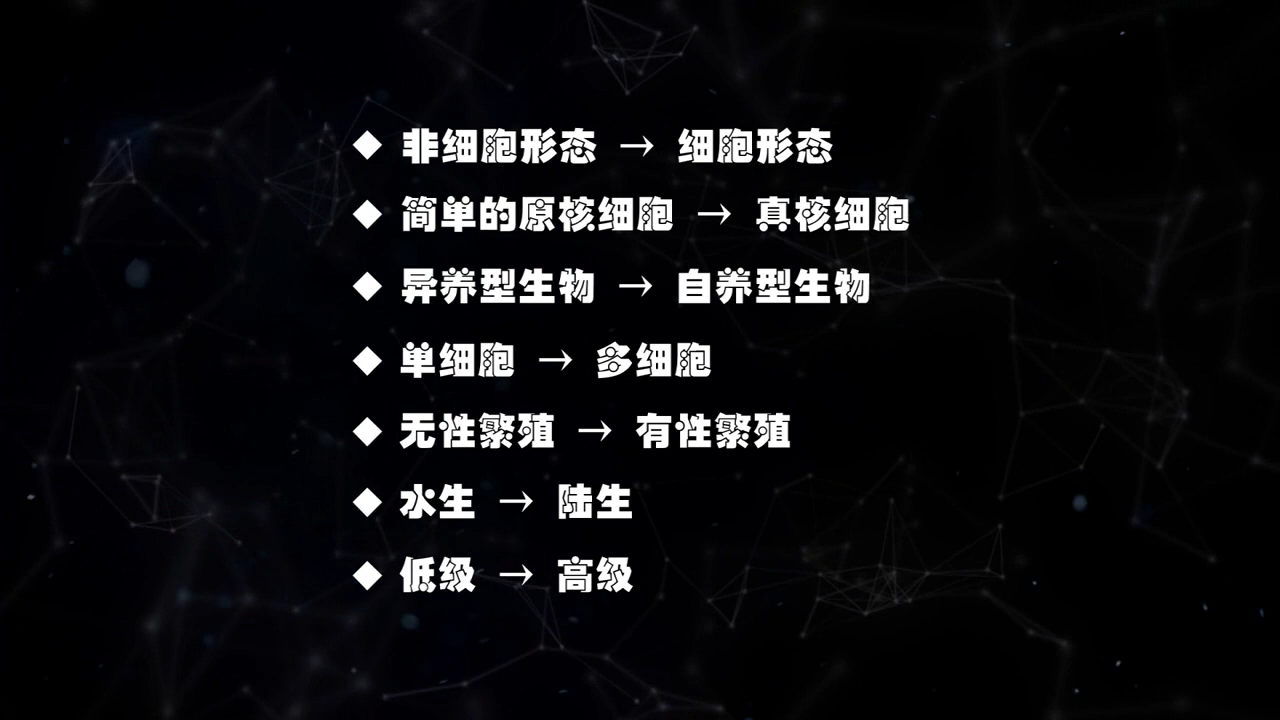 ◆ 非细胞形态 → 细胞形态
◆ 简单的原核细胞 → 真核细胞
◆ 异养型生物 → 自养型生物
◆ 单细胞 → 多细胞
◆ 无性繁殖 → 有性繁殖
◆ 水生 → 陆生
◆ 低级 → 高级